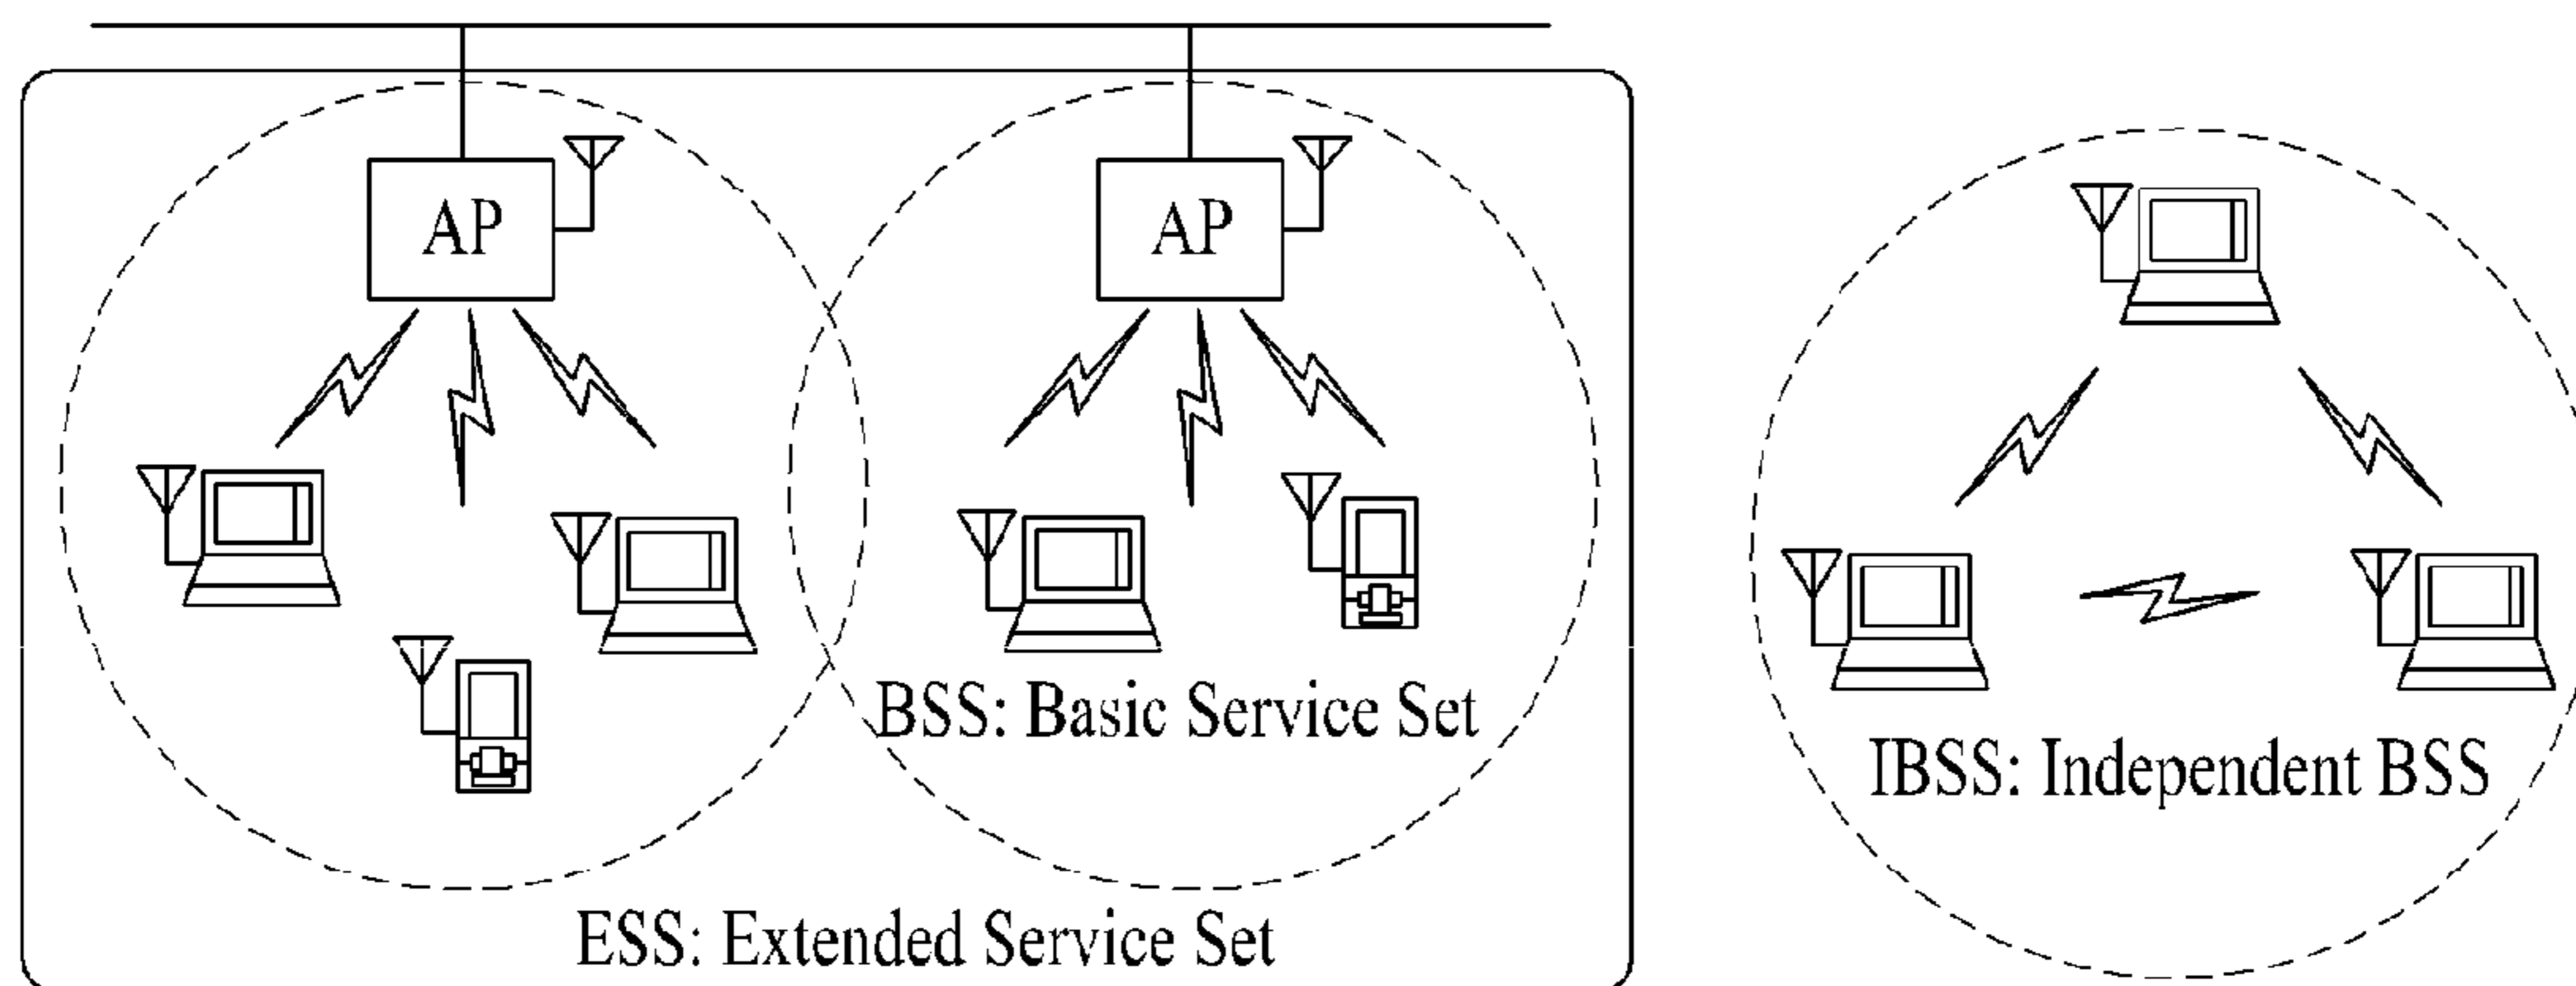 AP
AP
BSS: Basic Service Set
IBSS: Independent BSS
ESS: Extended Service Set